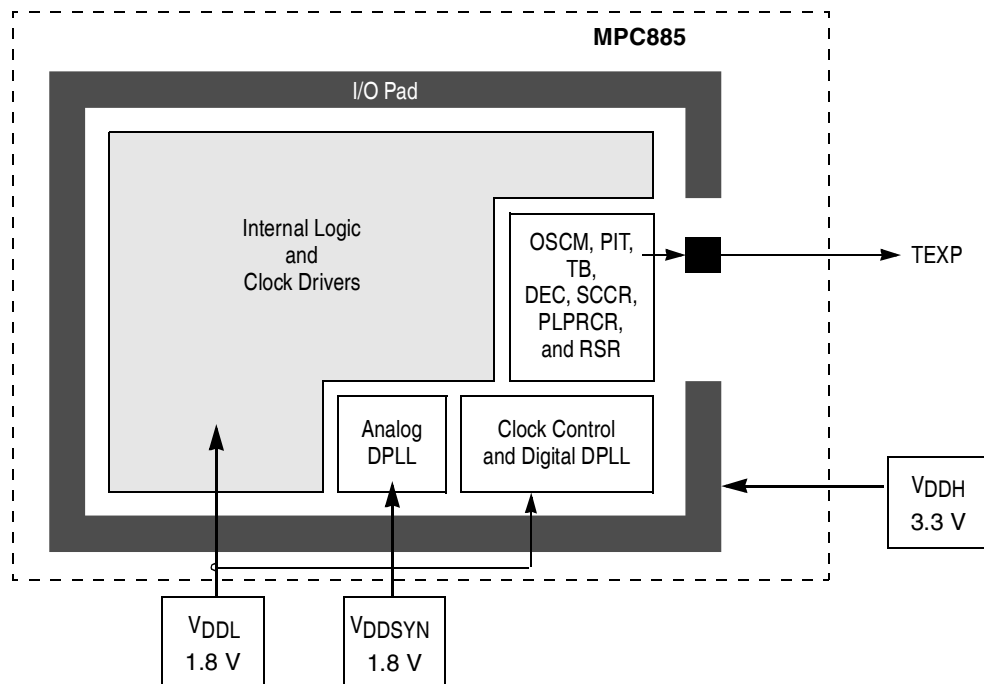 MPC885
I/O Pad
Internal Logic
and
Clock Drivers
OSCM, PIT,
TB,
DEC, SCCR,
PLPRCR,
and RSR
TEXP
Analog
DPLL
Clock Control
and Digital DPLL
VDDH
3.3 V
VDDL
1.8 V
VDDSYN
1.8 V